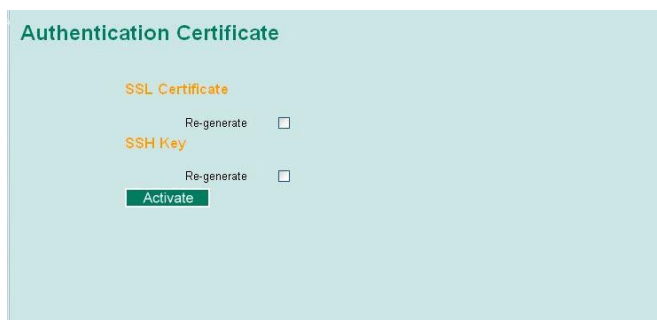 Authentication Certificate
SSL Certificate
Re-generate
SSH Key
Re-generate
Activate